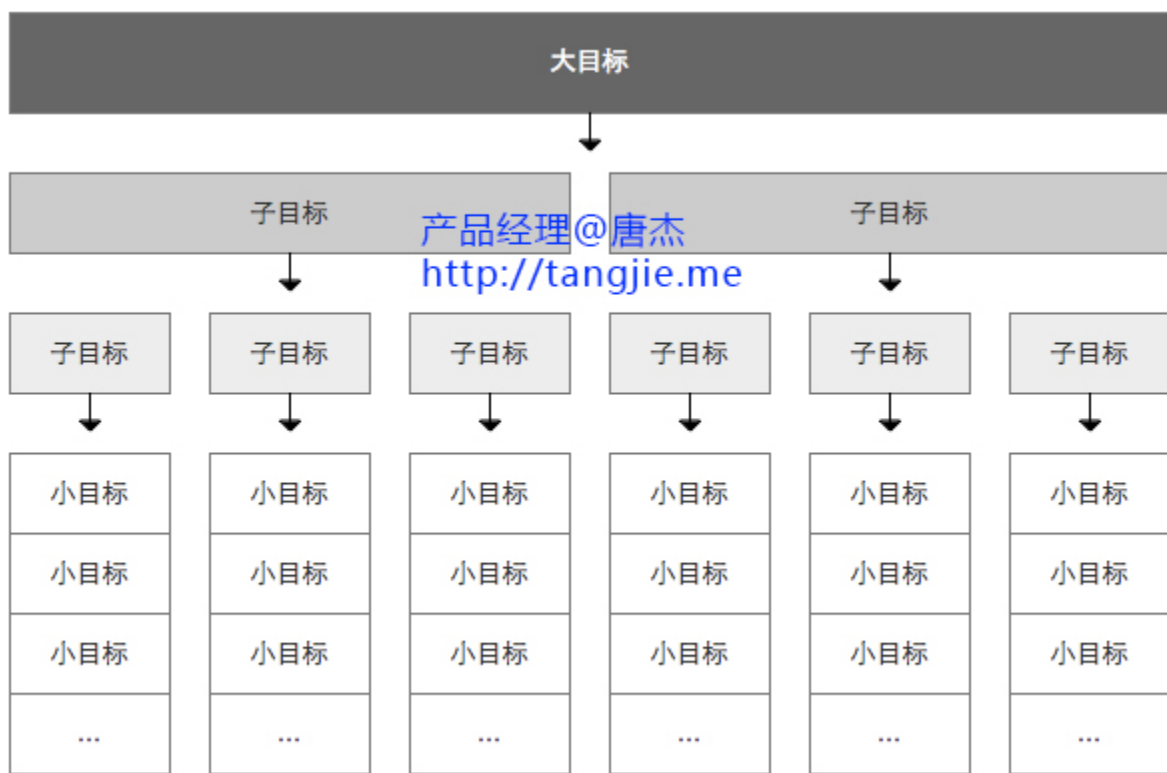 大目标
子目标 子目标
产品经理@唐杰
http://tangjie.me
子目标 子目标 子目标 子目标 子目标 子目标
小目标 小目标 小目标 小目标 小目标 小目标
小目标 小目标 小目标 小目标 小目标 小目标
小目标 小目标 小目标 小目标 小目标 小目标
... ... ... ... ... ...